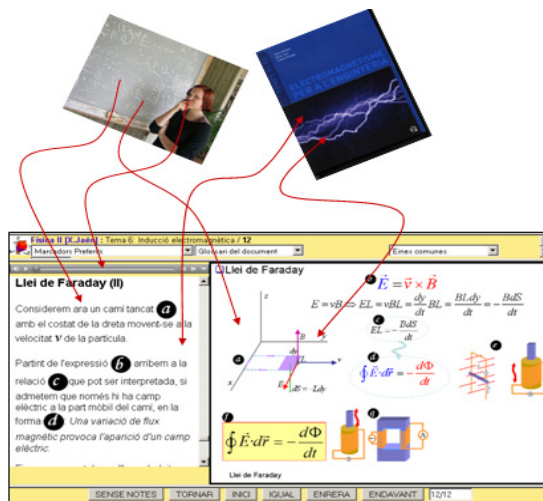 ELECTROMAGNETISME
PER A L'ENGINYERIA
Física II [X.Jaén] : Tema 6: Inducció electromagnètica / 12
Marcadors Preferits
Glossari del document
Eines comunes
Llei de Faraday (II)
Considerem ara un camí tancat a
amb el costat de la dreta movent-se a la
velocitat v de la partícula.
Partint de l'expressió b arribem a la
relació c que pot ser interpretada, si
admetem que només hi ha camp
elèctric a la part mòbil del camí, en la
forma d: Una variació de flux
magnètic provoca l'aparició d'un camp
elèctric.
Llei de Faraday
b E⃗ = v⃗ × B⃗
E = vB ⇒ EL = vBL = dy/dt BL = BLdy/dt = − BdS/dt
c
EL = − BdS/dt
d
∮ E⃗·dr⃗ = − dΦ/dt
e
z
B
y
dy
a
L
v
x
E
dS = -Ldy
f
∮ E⃗·dr⃗ = − dΦ/dt
g
A
Llei de Faraday
SENSE NOTES TORNAR INICI IGUAL ENRERA ENDAVANT 12/12